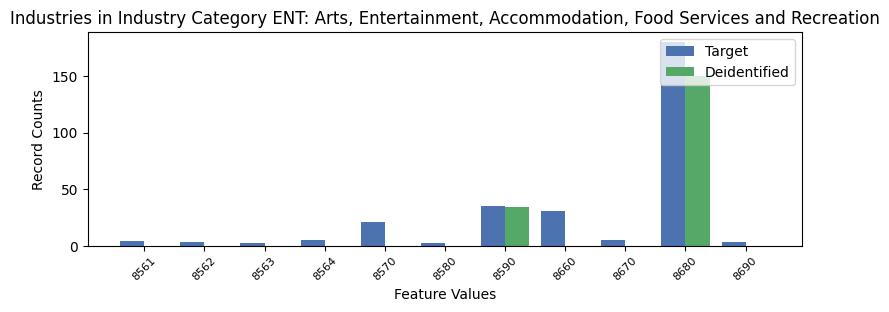 Industries in Industry Category ENT: Arts, Entertainment, Accommodation, Food Services and Recreation
Target
Deidentified
Record Counts
150
100
50
0
8561 8562 8563 8564 8570 8580 8590 8660 8670 8680 8690
Feature Values